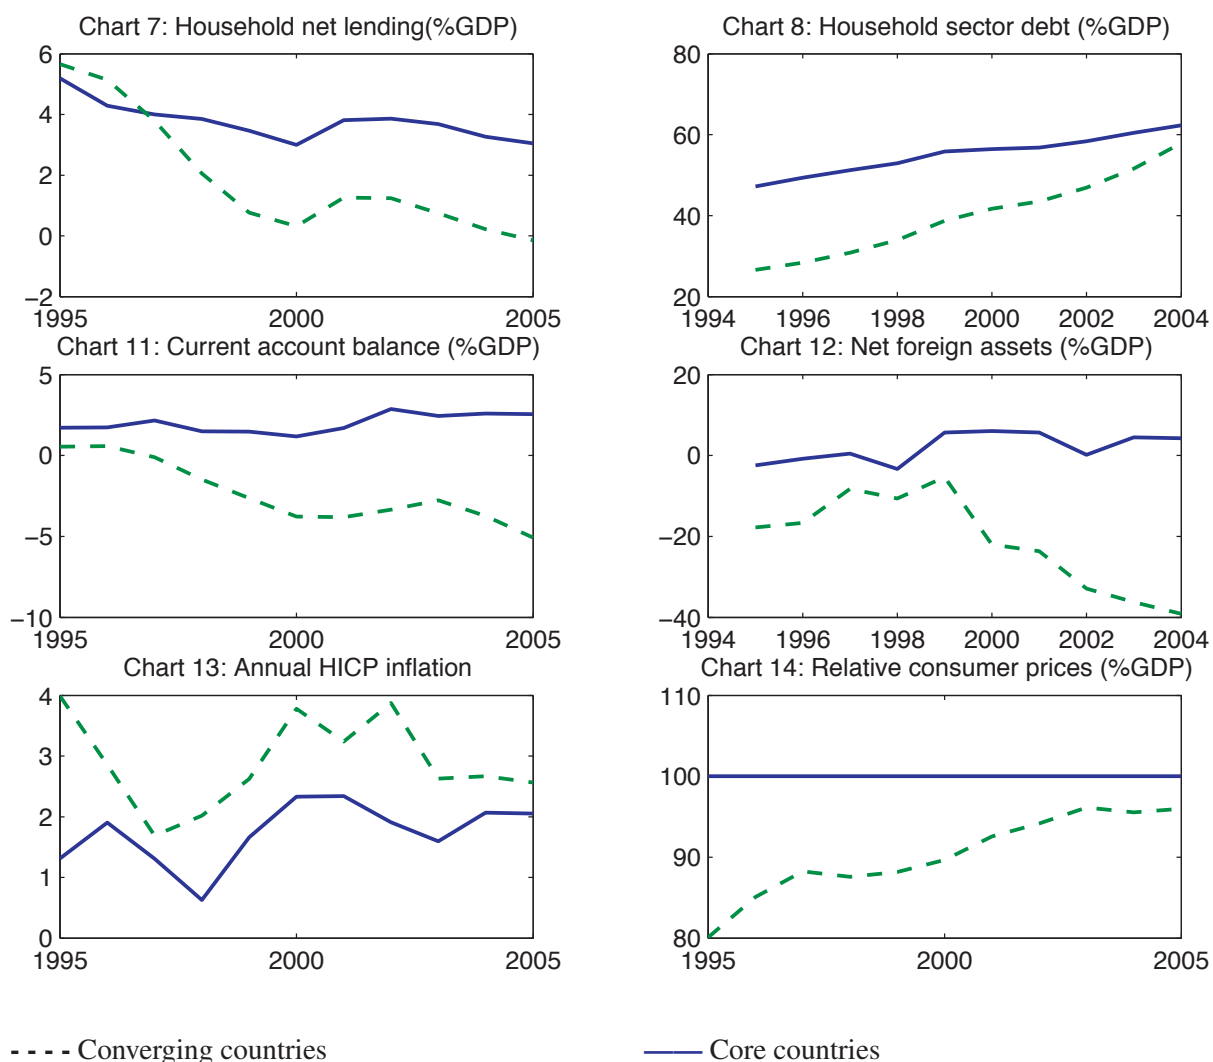 Chart 7: Household net lending(%GDP)
6
4
2
0
−2
1995 2000 2005
Chart 8: Household sector debt (%GDP)
80
60
40
20
1994 1996 1998 2000 2002 2004
Chart 11: Current account balance (%GDP)
5
0
−5
−10
1995 2000 2005
Chart 12: Net foreign assets (%GDP)
20
0
−20
−40
1994 1996 1998 2000 2002 2004
Chart 13: Annual HICP inflation
4
3
2
1
0
1995 2000 2005
Chart 14: Relative consumer prices (%GDP)
110
100
90
80
1995 2000 2005
Converging countries
Core countries